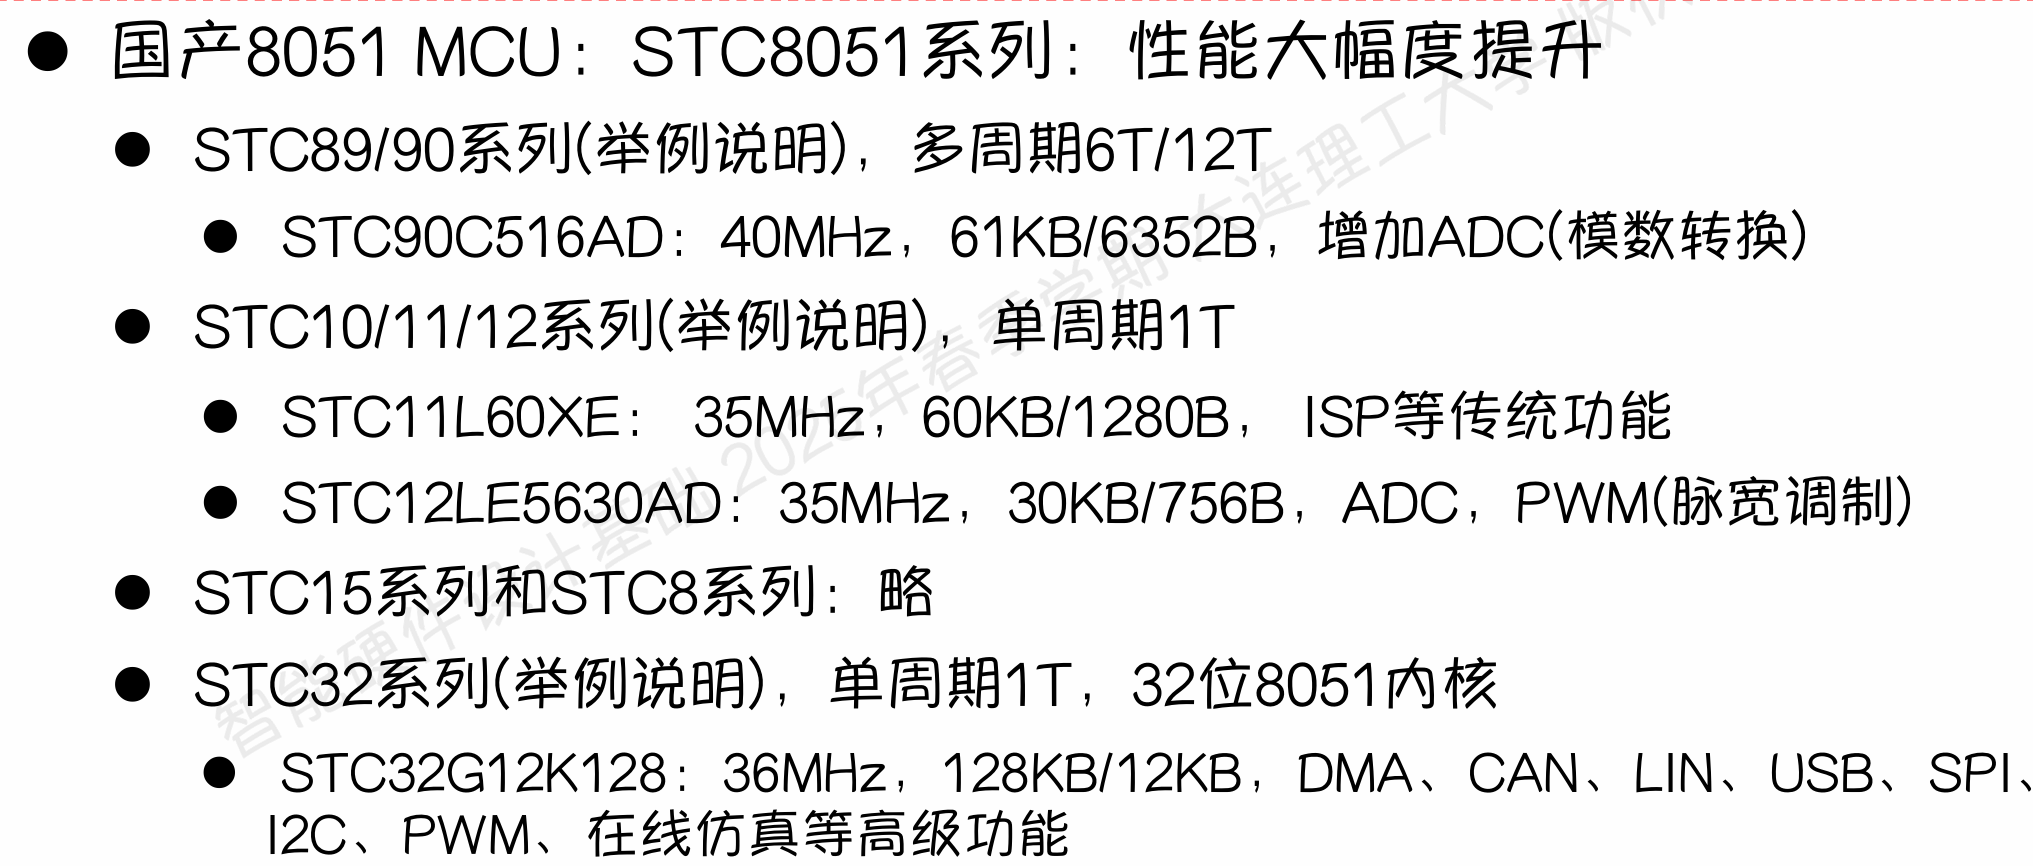 ● 国产8051 MCU：STC8051系列：性能大幅度提升
● STC89/90系列(举例说明)，多周期6T/12T
● STC90C516AD：40MHz，61KB/6352B，增加ADC(模数转换)
● STC10/11/12系列(举例说明)，单周期1T
● STC11L60XE： 35MHz，60KB/1280B， ISP等传统功能
● STC12LE5630AD：35MHz，30KB/756B，ADC，PWM(脉宽调制)
● STC15系列和STC8系列：略
● STC32系列(举例说明)，单周期1T，32位8051内核
● STC32G12K128：36MHz，128KB/12KB，DMA、CAN、LIN、USB、SPI、
I2C、PWM、在线仿真等高级功能
智能硬件设计基础 2025年春季学期 大连理工大学 版权